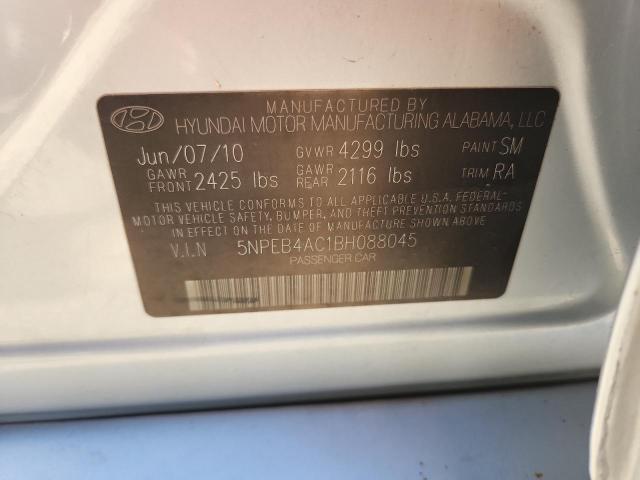 MANUFACTURED BY
HYUNDAI MOTOR MANUFACTURING ALABAMA, LLC
Jun/07/10 GVWR 4299 lbs PAINT SM
GAWR FRONT 2425 lbs GAWR REAR 2116 lbs TRIM RA
THIS VEHICLE CONFORMS TO ALL APPLICABLE U.S.A. FEDERAL-
MOTOR VEHICLE SAFETY, BUMPER, AND THEFT PREVENTION
STANDARDS IN EFFECT ON THE DATE OF MANUFACTURE SHOWN ABOVE.
V.I.N 5NPEB4AC1BH088045
PASSENGER CAR